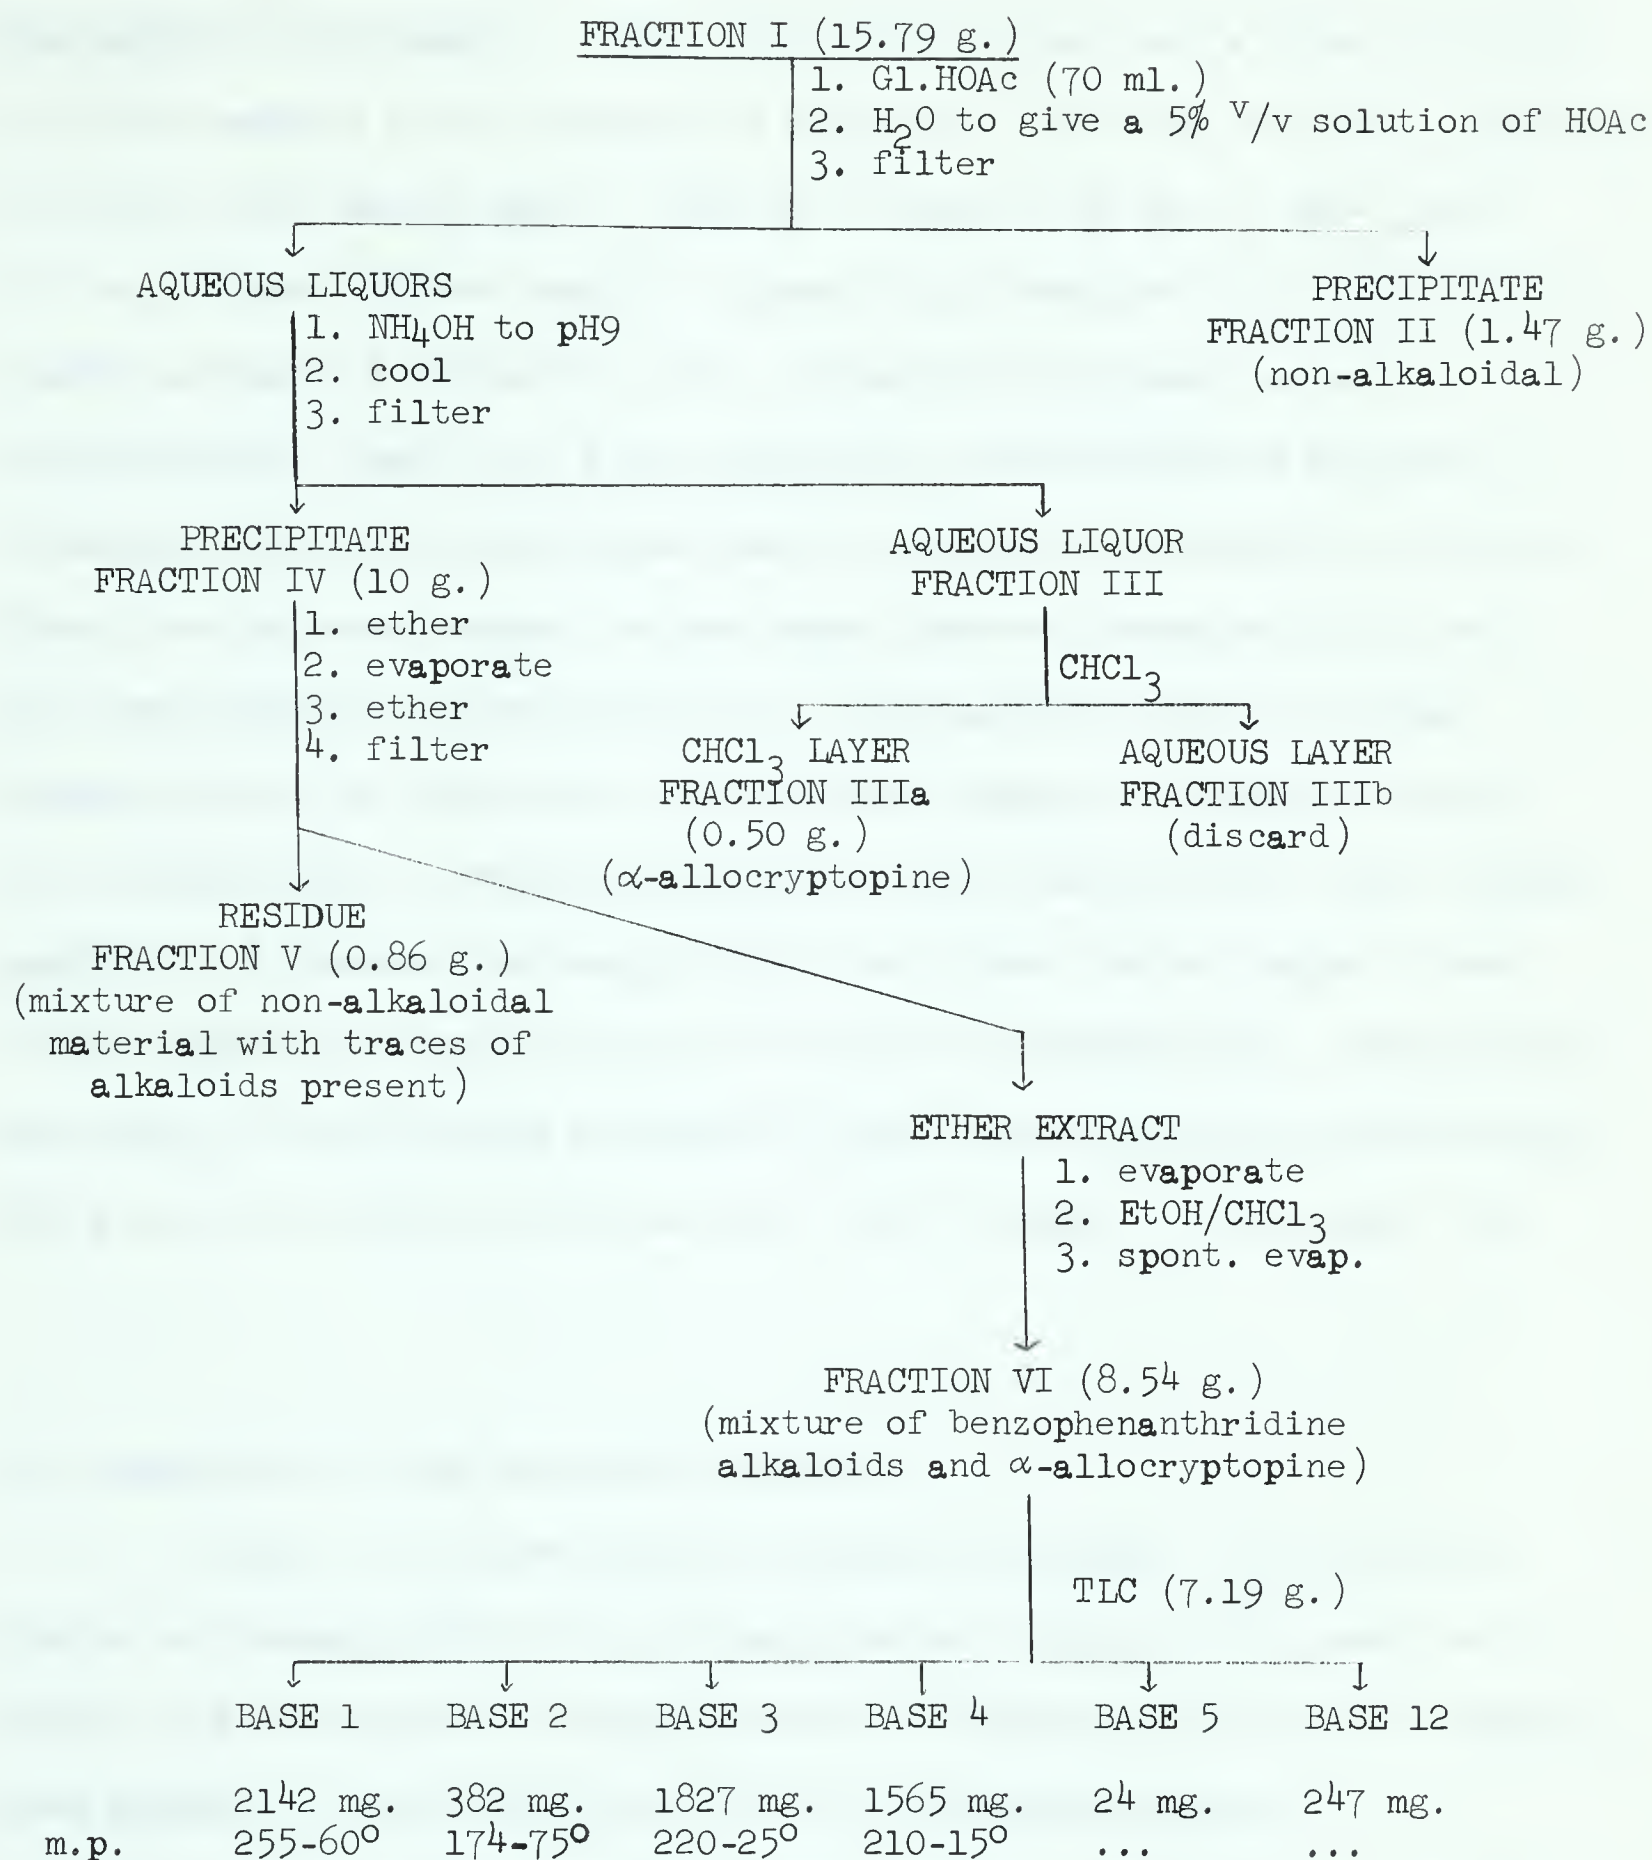 FRACTION I (15.79 g.)
1. Gl.HOAc (70 ml.)
2. H2O to give a 5% V/v solution of HOAc
3. filter
AQUEOUS LIQUORS
1. NH4OH to pH9
2. cool
3. filter
PRECIPITATE
FRACTION II (1.47 g.)
(non-alkaloidal)
PRECIPITATE
FRACTION IV (10 g.)
1. ether
2. evaporate
3. ether
4. filter
AQUEOUS LIQUOR
FRACTION III
CHCl3
CHCl3 LAYER
FRACTION IIIa
(0.50 g.)
(α-allocryptopine)
AQUEOUS LAYER
FRACTION IIIb
(discard)
RESIDUE
FRACTION V (0.86 g.)
(mixture of non-alkaloidal
material with traces of
alkaloids present)
ETHER EXTRACT
1. evaporate
2. EtOH/CHCl3
3. spont. evap.
FRACTION VI (8.54 g.)
(mixture of benzophenanthridine
alkaloids and α-allocryptopine)
TLC (7.19 g.)
BASE 1 BASE 2 BASE 3 BASE 4 BASE 5 BASE 12
2142 mg. 382 mg. 1827 mg. 1565 mg. 24 mg. 247 mg.
m.p. 255-60° 174-75° 220-25° 210-15° ... ...